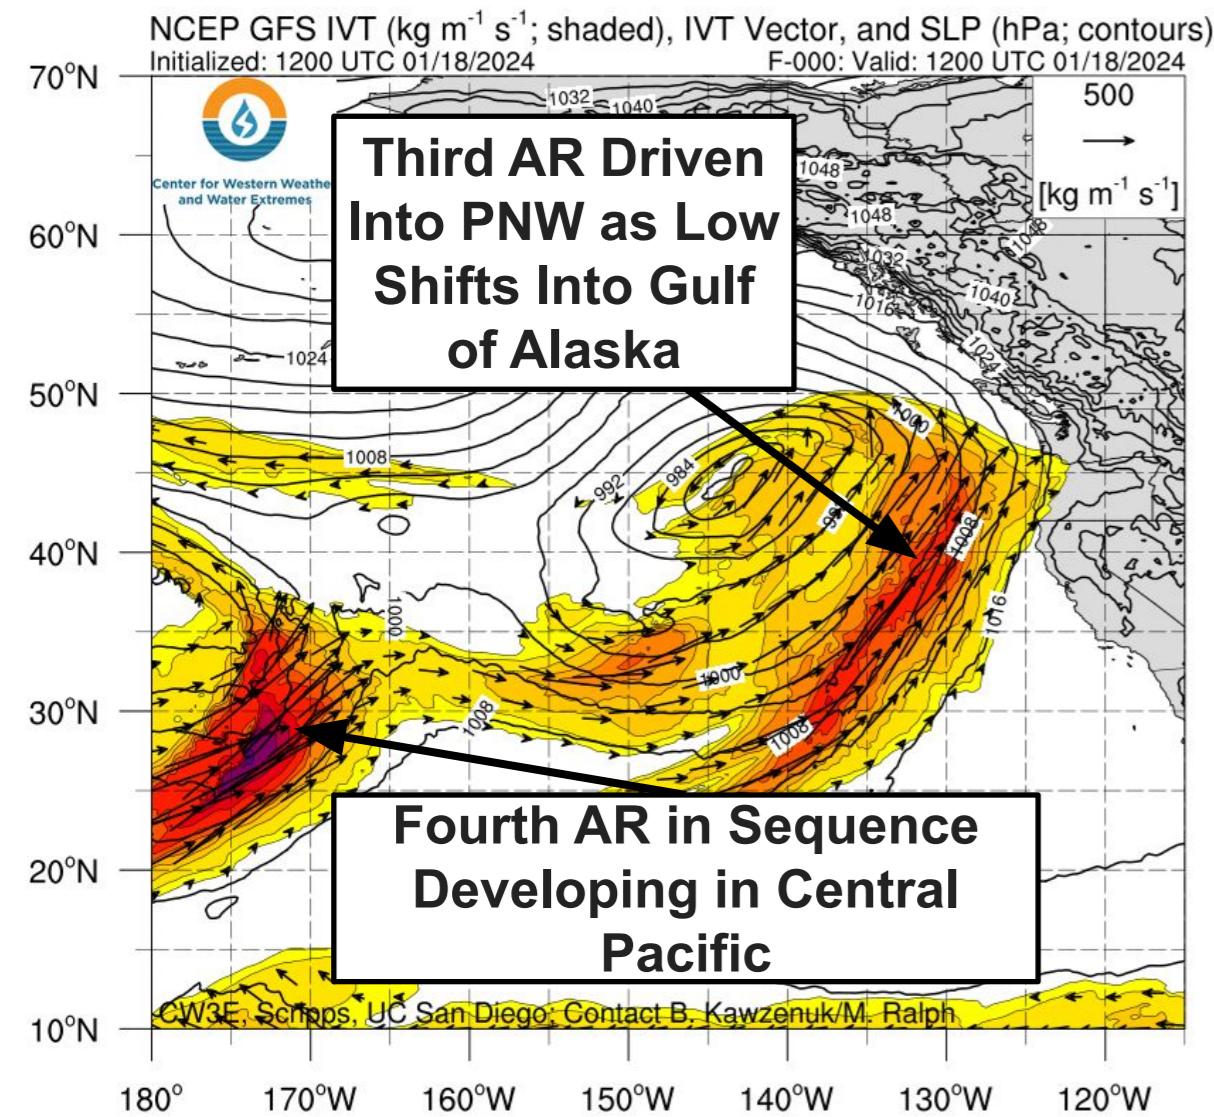 NCEP GFS IVT (kg m⁻¹ s⁻¹; shaded), IVT Vector, and SLP (hPa; contours)
Initialized: 1200 UTC 01/18/2024 F-000: Valid: 1200 UTC 01/18/2024
70°N
500
[kg m⁻¹ s⁻¹]
Center for Western Weathe
and Water Extremes
Third AR Driven
Into PNW as Low
Shifts Into Gulf
of Alaska
1032
1040
1048
1048
1048
60°N
1032
1040
1016
1024
1024
50°N
1000
1008
992
984
1008
40°N
1000
1016
1000
30°N
1008
1008
Fourth AR in Sequence
Developing in Central
Pacific
20°N
CW3E, Scripps, UC San Diego; Contact B. Kawzenuk/M. Ralph
10°N
180° 170°W 160°W 150°W 140°W 130°W 120°W